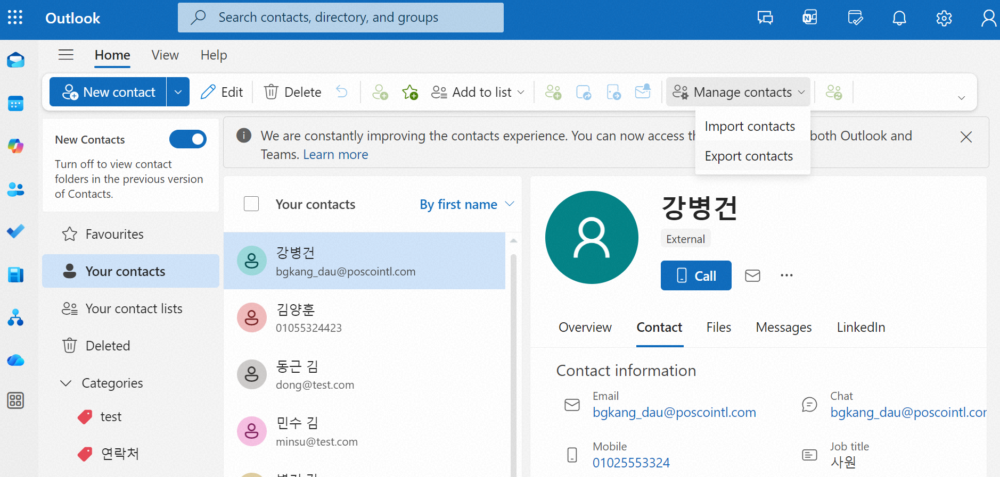 Outlook
Search contacts, directory, and groups
Home View Help
New contact Edit Delete Add to list Manage contacts
Import contacts
Export contacts
New Contacts
Turn off to view contact
folders in the previous version
of Contacts.
We are constantly improving the contacts experience. You can now access both Outlook and
Teams. Learn more
Favourites
Your contacts
Your contact lists
Deleted
Categories
test
연락처
Your contacts By first name
강병건
bgkang_dau@poscointl.com
김양훈
01055324423
동근 김
dong@test.com
민수 김
minsu@test.com
강병건
External
Call
Overview Contact Files Messages LinkedIn
Contact information
Email
bgkang_dau@poscointl.com
Chat
bgkang_dau@poscointl.cor
Mobile
01025553324
Job title
사원